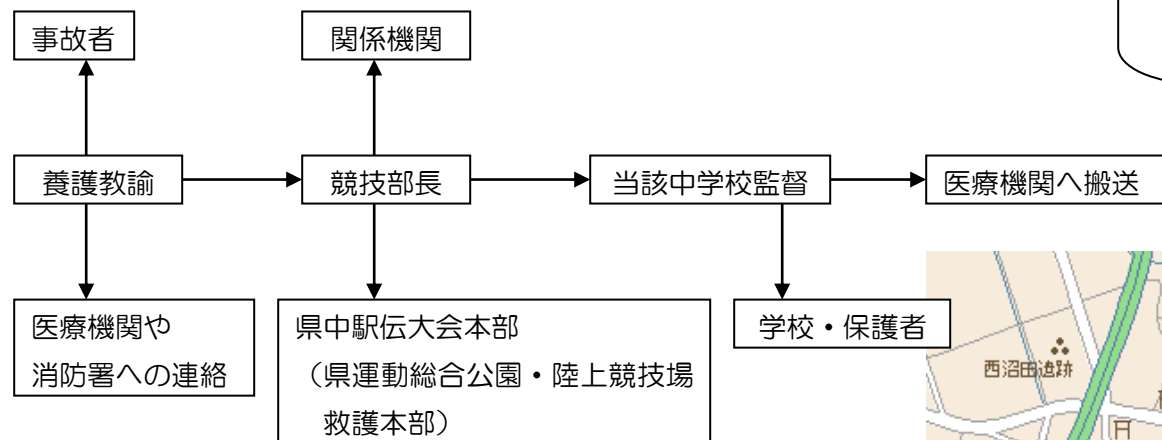 事故者
関係機関
養護教諭
競技部長
当該中学校監督
医療機関へ搬送
医療機関や
消防署への連絡
県中駅伝大会本部
（県運動総合公園・陸上競技場
救護本部）
学校・保護者
西沼田遺跡